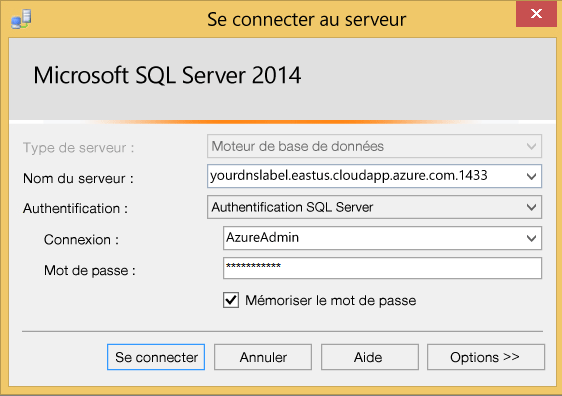 Se connecter au serveur
Microsoft SQL Server 2014
Type de serveur :
Moteur de base de données
Nom du serveur :
yourdnslabel.eastus.cloudapp.azure.com.1433
Authentification :
Authentification SQL Server
Connexion :
AzureAdmin
Mot de passe :
***********
Mémoriser le mot de passe
Se connecter
Annuler
Aide
Options >>